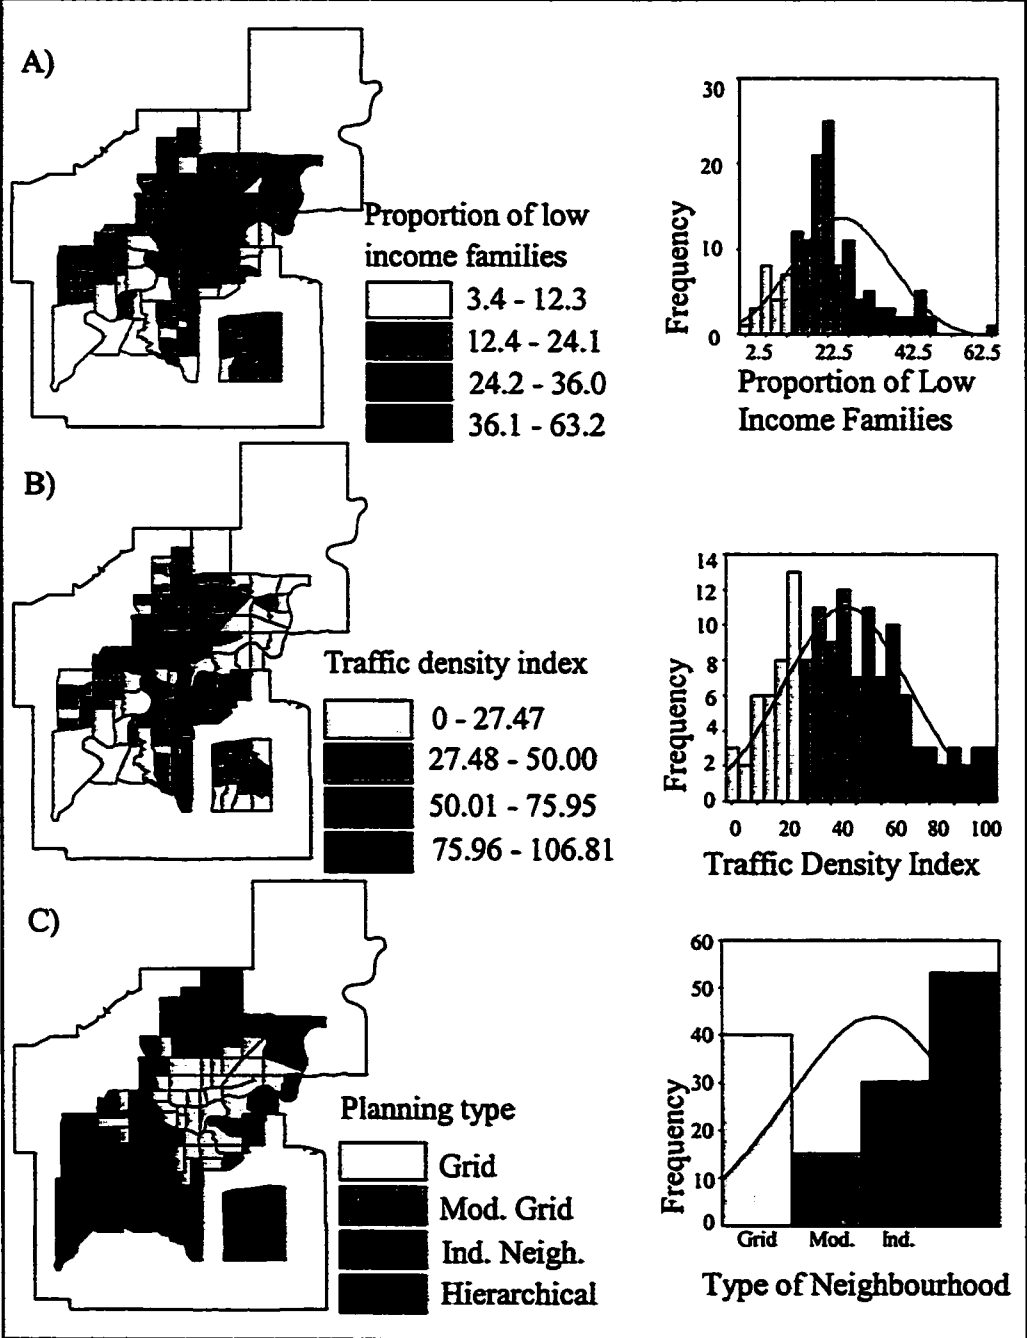 A)
Proportion of low
income families
3.4 - 12.3
12.4 - 24.1
24.2 - 36.0
36.1 - 63.2
30
20
10
0
Frequency
2.5 22.5 42.5 62.5
Proportion of Low
Income Families
B)
Traffic density index
0 - 27.47
27.48 - 50.00
50.01 - 75.95
75.96 - 106.81
14
12
10
8
6
4
2
0
Frequency
0 20 40 60 80 100
Traffic Density Index
C)
Planning type
Grid
Mod. Grid
Ind. Neigh.
Hierarchical
60
50
40
30
20
10
0
Frequency
Grid Mod. Ind.
Type of Neighbourhood